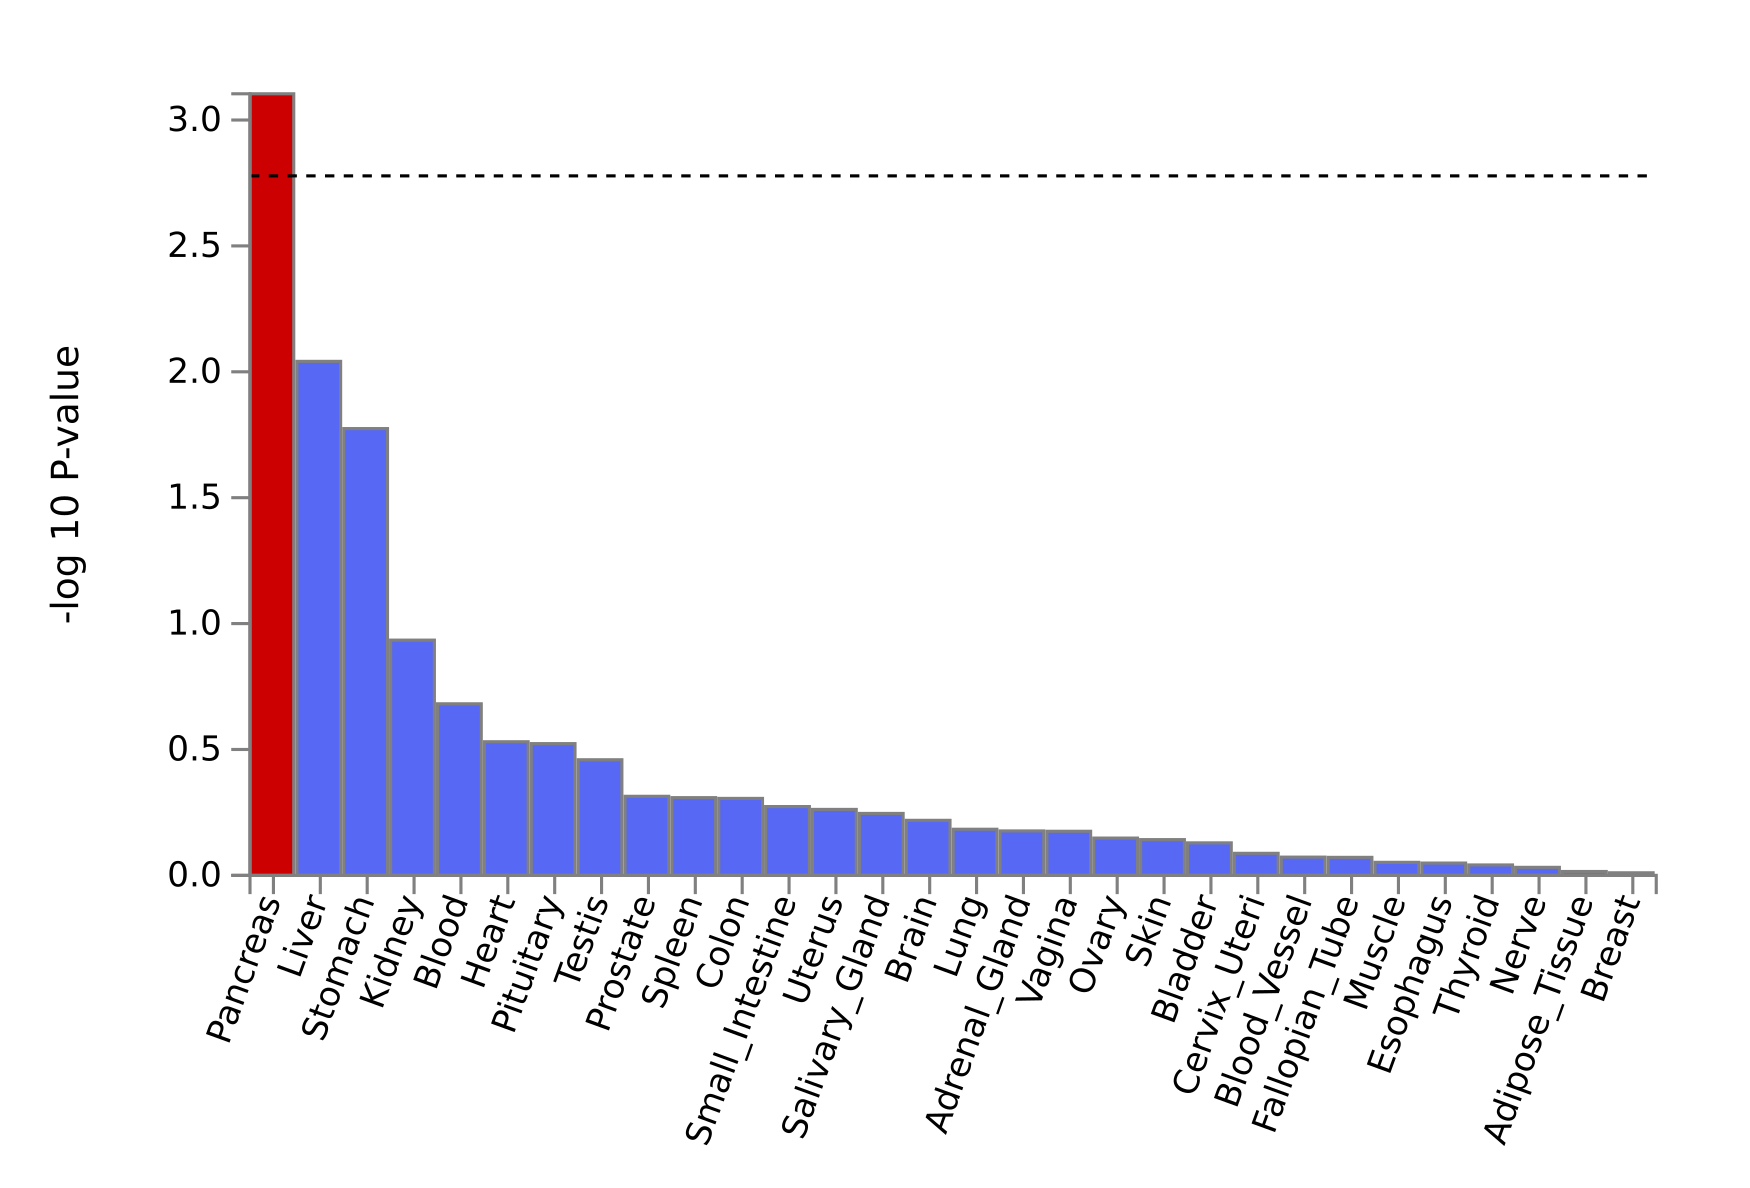 -log 10 P-value
3.0
2.5
2.0
1.5
1.0
0.5
0.0
Pancreas
Liver
Stomach
Kidney
Blood
Heart
Pituitary
Testis
Prostate
Spleen
Colon
Small_Intestine
Uterus
Salivary_Gland
Brain
Lung
Adrenal_Gland
Vagina
Ovary
Skin
Bladder
Cervix_Uteri
Blood_Vessel
Fallopian_Tube
Muscle
Esophagus
Thyroid
Nerve
Adipose_Tissue
Breast